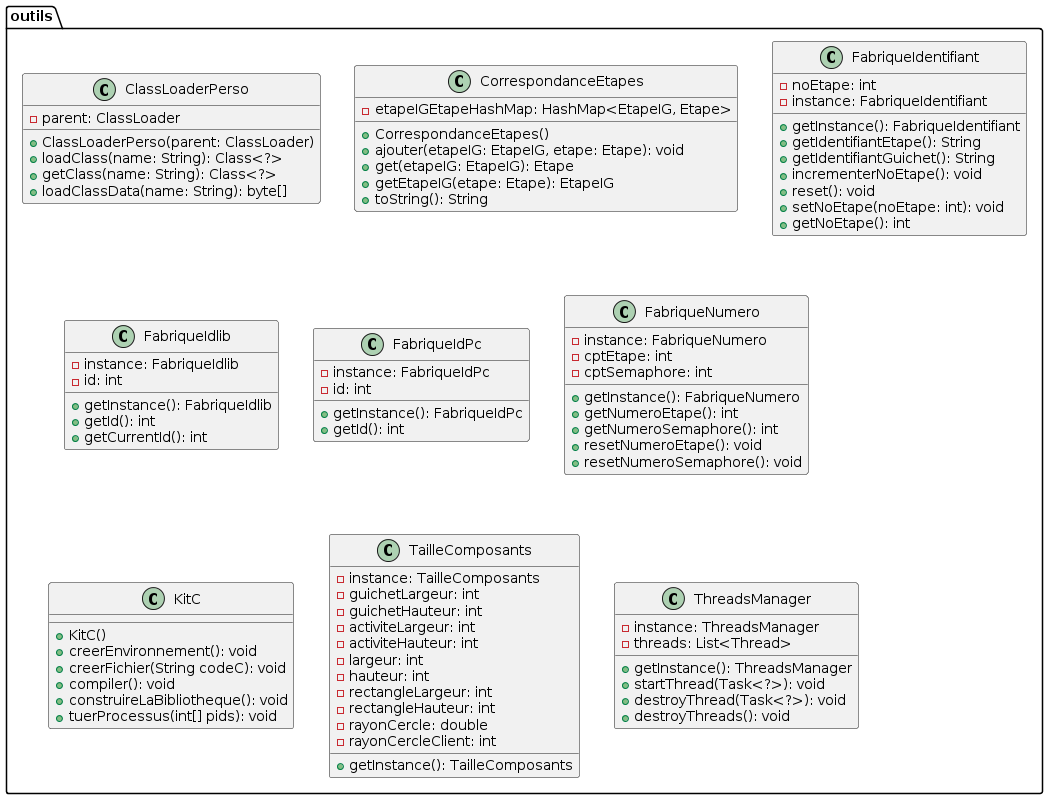 outils
C ClassLoaderPerso
parent: ClassLoader
ClassLoaderPerso(parent: ClassLoader)
loadClass(name: String): Class<?>
getClass(name: String): Class<?>
loadClassData(name: String): byte[]
C CorrespondanceEtapes
etapeIGEtapeHashMap: HashMap<EtapeIG, Etape>
CorrespondanceEtapes()
ajouter(etapeIG: EtapeIG, etape: Etape): void
get(etapeIG: EtapeIG): Etape
getEtapeIG(etape: Etape): EtapeIG
toString(): String
C FabriqueIdentifiant
noEtape: int
instance: FabriqueIdentifiant
getInstance(): FabriqueIdentifiant
getIdentifiantEtape(): String
getIdentifiantGuichet(): String
incrementerNoEtape(): void
reset(): void
setNoEtape(noEtape: int): void
getNoEtape(): int
C FabriqueIdlib
instance: FabriqueIdlib
id: int
getInstance(): FabriqueIdlib
getId(): int
getCurrentId(): int
C FabriqueIdPc
instance: FabriqueIdPc
id: int
getInstance(): FabriqueIdPc
getId(): int
C FabriqueNumero
instance: FabriqueNumero
cptEtape: int
cptSemaphore: int
getInstance(): FabriqueNumero
getNumeroEtape(): int
getNumeroSemaphore(): int
resetNumeroEtape(): void
resetNumeroSemaphore(): void
C KitC
KitC()
creerEnvironnement(): void
creerFichier(String codeC): void
compiler(): void
construireLaBibliotheque(): void
tuerProcessus(int[] pids): void
C TailleComposants
instance: TailleComposants
guichetLargeur: int
guichetHauteur: int
activiteLargeur: int
activiteHauteur: int
largeur: int
hauteur: int
rectangleLargeur: int
rectangleHauteur: int
rayonCercle: double
rayonCercleClient: int
getInstance(): TailleComposants
C ThreadsManager
instance: ThreadsManager
threads: List<Thread>
getInstance(): ThreadsManager
startThread(Task<?>): void
destroyThread(Task<?>): void
destroyThreads(): void